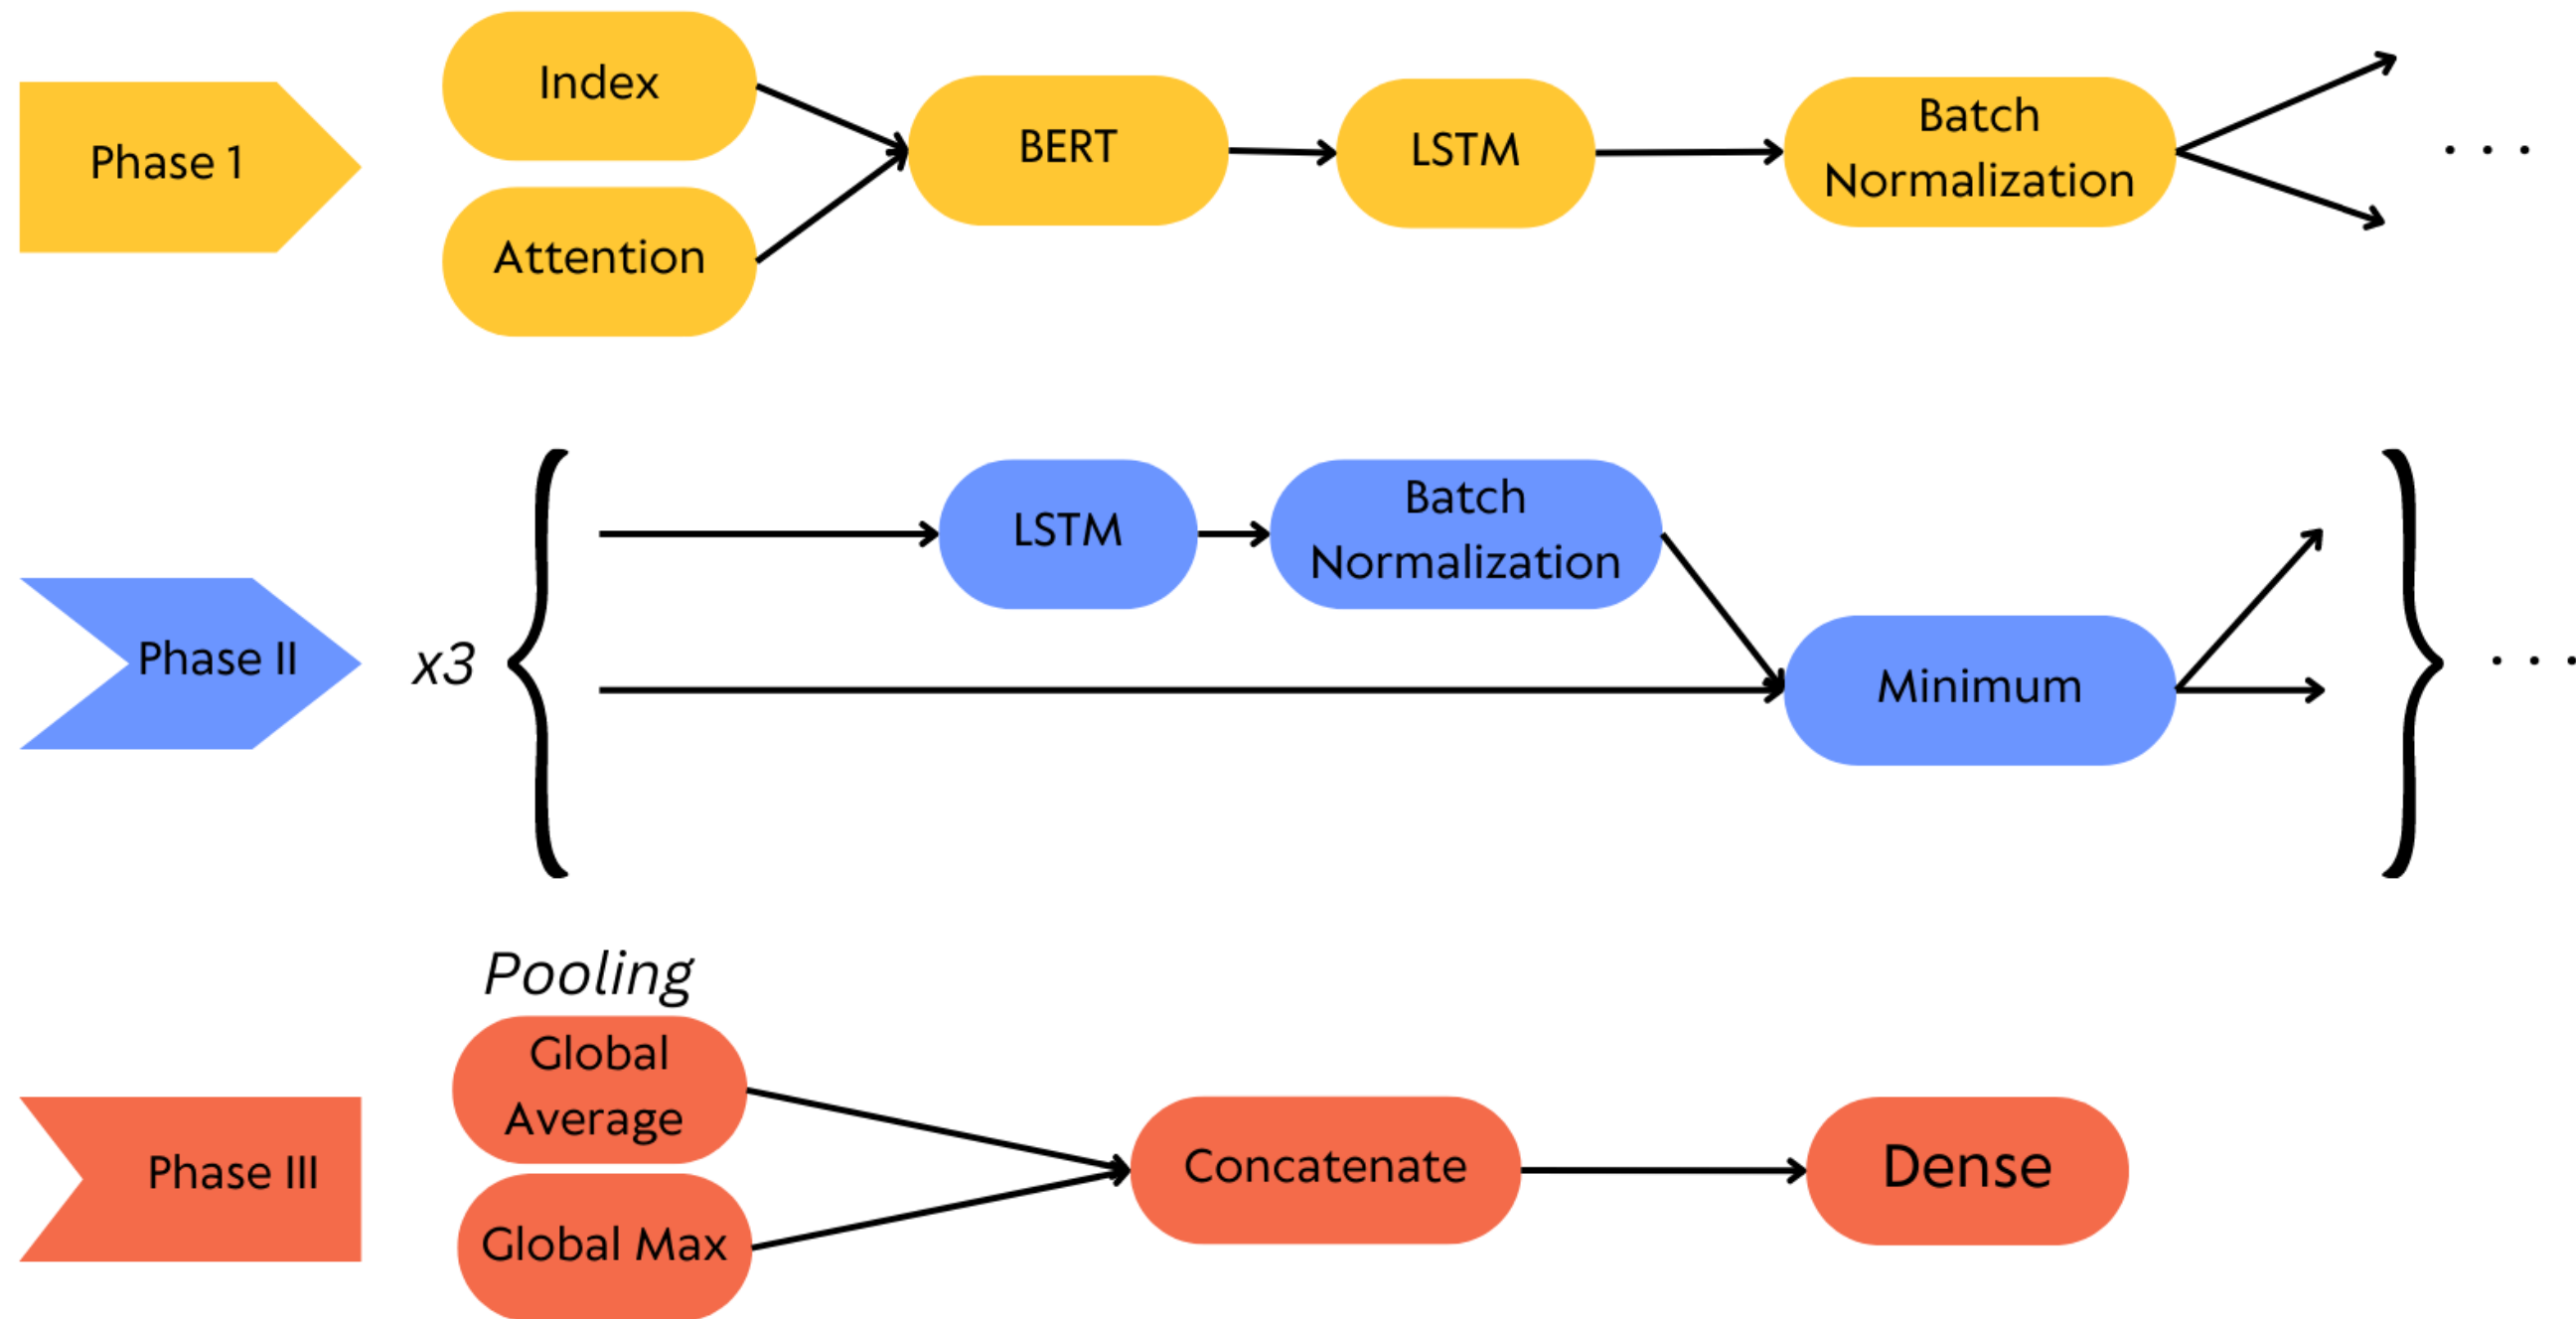 Phase 1
Index
Attention
BERT
LSTM
Batch
Normalization
. . .
Phase II
x3
LSTM
Batch
Normalization
Minimum
. . .
Phase III
Pooling
Global
Average
Global Max
Concatenate
Dense